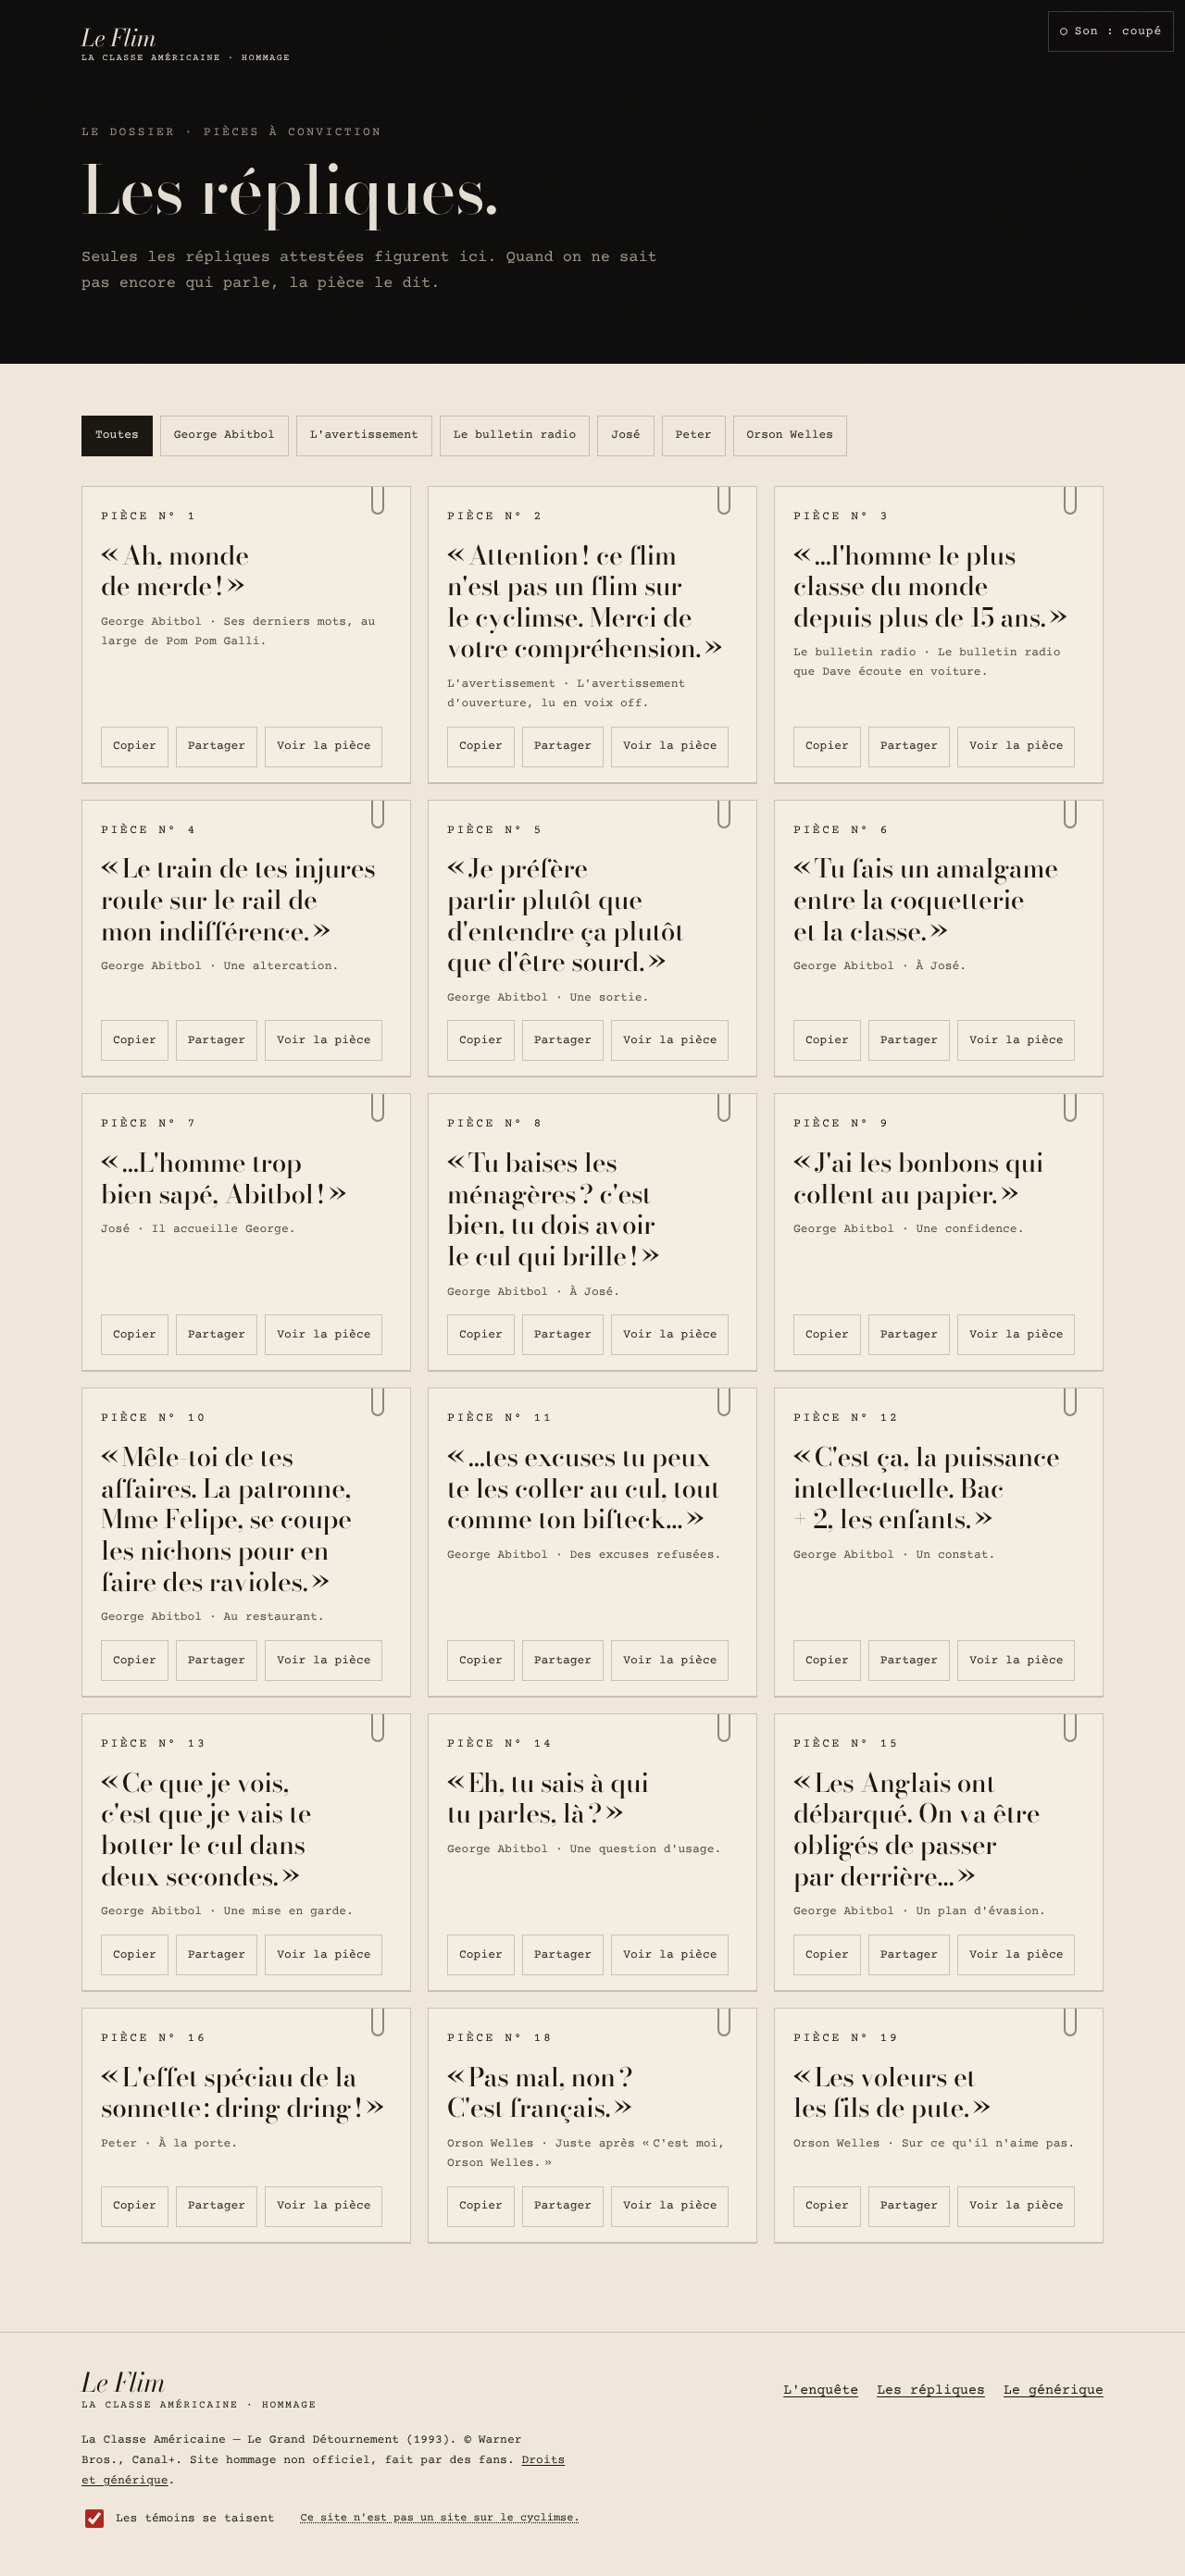 Le Flim
LA CLASSE AMÉRICAINE · HOMMAGE
Son : coupé
LE DOSSIER · PIÈCES À CONVICTION
Les répliques.
Seules les répliques attestées figurent ici. Quand on ne sait
pas encore qui parle, la pièce le dit.
Toutes
George Abitbol
L'avertissement
Le bulletin radio
José
Peter
Orson Welles
PIÈCE N° 1
« Ah, monde
de merde ! »
George Abitbol · Ses derniers mots, au
large de Pom Pom Galli.
Copier
Partager
Voir la pièce
PIÈCE N° 2
« Attention ! ce flim
n'est pas un flim sur
le cyclimse. Merci de
votre compréhension. »
L'avertissement · L'avertissement
d'ouverture, lu en voix off.
Copier
Partager
Voir la pièce
PIÈCE N° 3
« …l'homme le plus
classe du monde
depuis plus de 15 ans. »
Le bulletin radio · Le bulletin radio
que Dave écoute en voiture.
Copier
Partager
Voir la pièce
PIÈCE N° 4
« Le train de tes injures
roule sur le rail de
mon indifférence. »
George Abitbol · Une altercation.
Copier
Partager
Voir la pièce
PIÈCE N° 5
« Je préfère
partir plutôt que
d'entendre ça plutôt
que d'être sourd. »
George Abitbol · Une sortie.
Copier
Partager
Voir la pièce
PIÈCE N° 6
« Tu fais un amalgame
entre la coquetterie
et la classe. »
George Abitbol · À José.
Copier
Partager
Voir la pièce
PIÈCE N° 7
« …L'homme trop
bien sapé, Abitbol ! »
José · Il accueille George.
Copier
Partager
Voir la pièce
PIÈCE N° 8
« Tu baises les
ménagères ? c'est
bien, tu dois avoir
le cul qui brille ! »
George Abitbol · À José.
Copier
Partager
Voir la pièce
PIÈCE N° 9
« J'ai les bonbons qui
collent au papier. »
George Abitbol · Une confidence.
Copier
Partager
Voir la pièce
PIÈCE N° 10
« Mêle-toi de tes
affaires. La patronne,
Mme Felipe, se coupe
les nichons pour en
faire des ravioles. »
George Abitbol · Au restaurant.
Copier
Partager
Voir la pièce
PIÈCE N° 11
« …tes excuses tu peux
te les coller au cul, tout
comme ton bifteck… »
George Abitbol · Des excuses refusées.
Copier
Partager
Voir la pièce
PIÈCE N° 12
« C'est ça, la puissance
intellectuelle. Bac
+ 2, les enfants. »
George Abitbol · Un constat.
Copier
Partager
Voir la pièce
PIÈCE N° 13
« Ce que je vois,
c'est que je vais te
botter le cul dans
deux secondes. »
George Abitbol · Une mise en garde.
Copier
Partager
Voir la pièce
PIÈCE N° 14
« Eh, tu sais à qui
tu parles, là ? »
George Abitbol · Une question d'usage.
Copier
Partager
Voir la pièce
PIÈCE N° 15
« Les Anglais ont
débarqué. On va être
obligés de passer
par derrière… »
George Abitbol · Un plan d'évasion.
Copier
Partager
Voir la pièce
PIÈCE N° 16
« L'effet spéciau de la
sonnette : dring dring ! »
Peter · À la porte.
Copier
Partager
Voir la pièce
PIÈCE N° 18
« Pas mal, non ?
C'est français. »
Orson Welles · Juste après « C'est moi,
Orson Welles. »
Copier
Partager
Voir la pièce
PIÈCE N° 19
« Les voleurs et
les fils de pute. »
Orson Welles · Sur ce qu'il n'aime pas.
Copier
Partager
Voir la pièce
Le Flim
LA CLASSE AMÉRICAINE · HOMMAGE
L'enquête
Les répliques
Le générique
La Classe Américaine — Le Grand Détournement (1993). © Warner
Bros., Canal+. Site hommage non officiel, fait par des fans. Droits
et générique.
Les témoins se taisent
Ce site n'est pas un site sur le cyclimse.